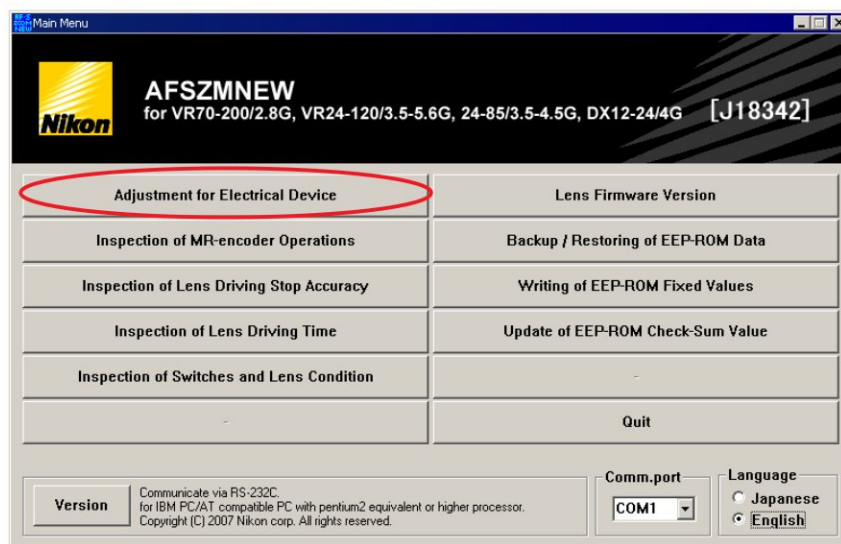 Main Menu
Nikon
AFSZMNEW
for VR70-200/2.8G, VR24-120/3.5-5.6G, 24-85/3.5-4.5G, DX12-24/4G
[J18342]
Adjustment for Electrical Device
Lens Firmware Version
Inspection of MR-encoder Operations
Backup / Restoring of EEP-ROM Data
Inspection of Lens Driving Stop Accuracy
Writing of EEP-ROM Fixed Values
Inspection of Lens Driving Time
Update of EEP-ROM Check-Sum Value
Inspection of Switches and Lens Condition
-
-
Quit
Version
Communicate via RS-232C.
for IBM PC/AT compatible PC with pentium2 equivalent or higher processor.
Copyright (C) 2007 Nikon corp. All rights reserved.
Comm.port
COM1
Language
Japanese
English